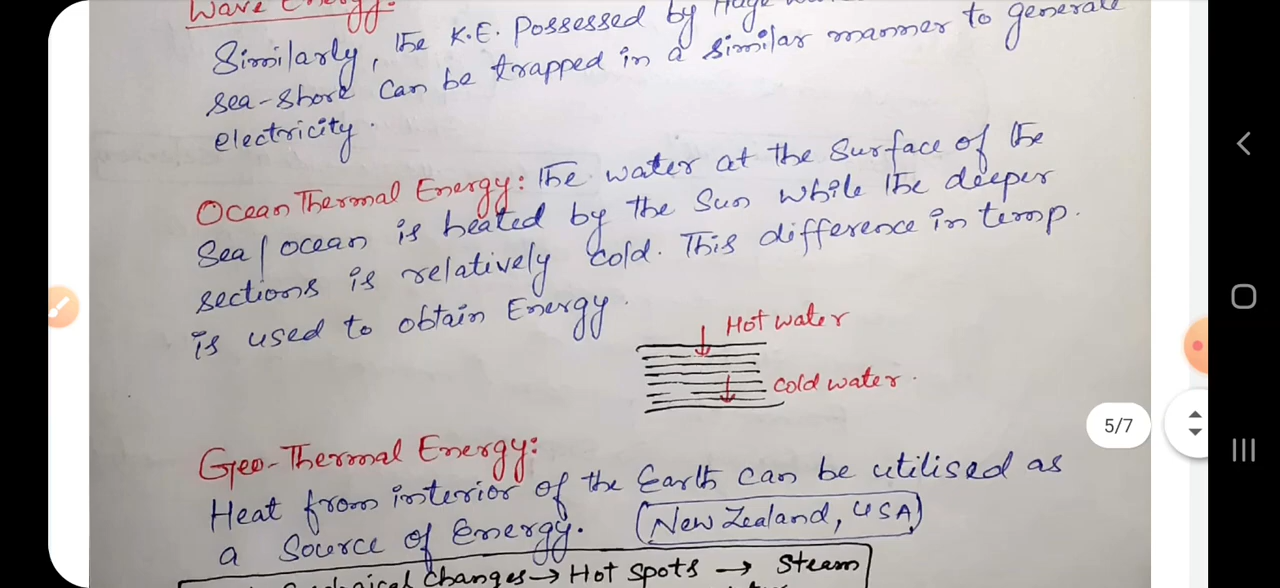 Wave Energy:
Similarly, the K.E. Possessed by Huge
sea-shore can be trapped in a similar manner to generate
electricity.
Ocean Thermal Energy: The water at the Surface of the
Sea/ocean is heated by the Sun while the deeper
sections is relatively cold. This difference in temp.
is used to obtain Energy.
Hot water
cold water.
Geo-Thermal Energy:
Heat from interior of the Earth can be utilised as
a Source of Energy. (New Zealand, USA)
changes → Hot Spots → Steam
5/7